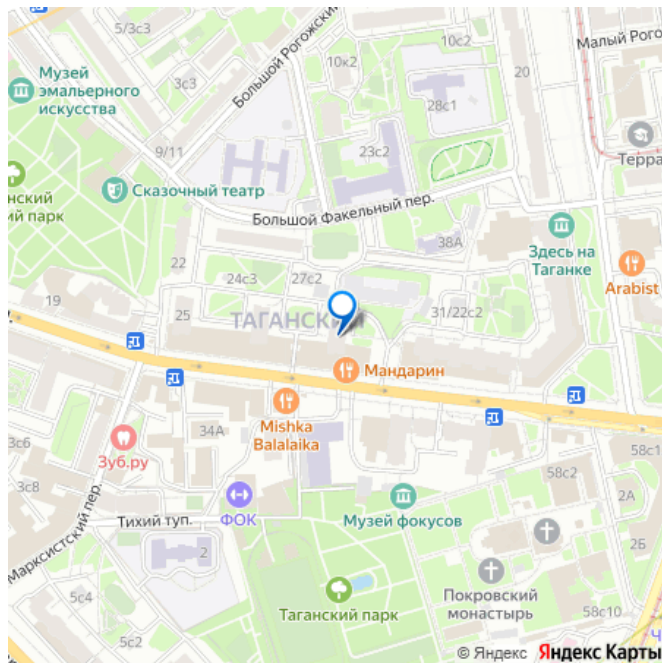 5/3с3
Большой Рогожский
10с2
10к2
Малый Рого
Музей
эмальерного
искусства
3с3
20
28с1
9/11
23с2
Терра
нский
ий парк
Сказочный театр
Большой Факельный пер.
38А
Здесь на
Таганке
22
24с3
27с2
Arabist
19
25
ТАГАНСКИЙ
31/22с2
Мандарин
Mishka
Balalaika
34А
3с6
Зуб.ру
58с1
58с2
3с8
2А
ФОК
Музей фокусов
Тихий туп.
Марксистский пер.
2
2Б
Покровский
монастырь
5с4
Таганский парк
58с10
5с2
© Яндекс Яндекс Карты